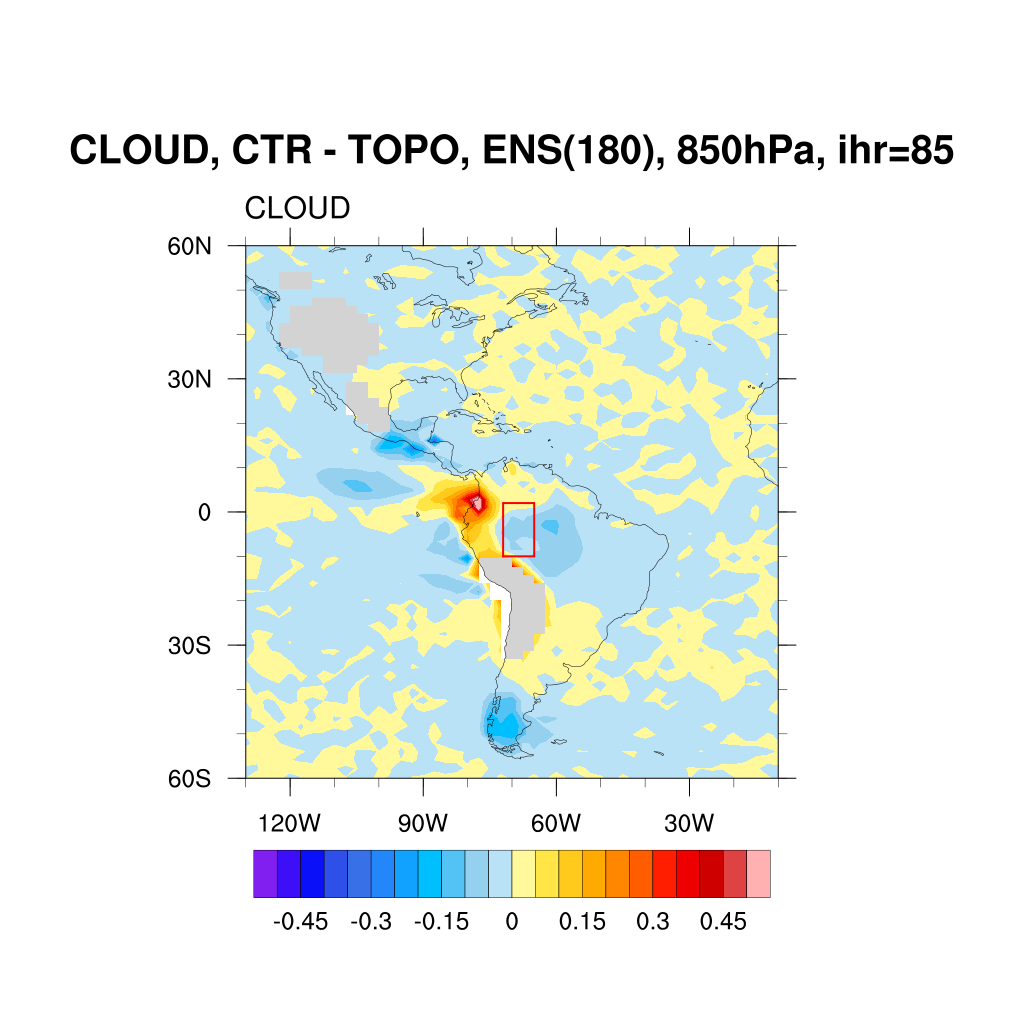 CLOUD, CTR - TOPO, ENS(180), 850hPa, ihr=85
CLOUD
60N
30N
0
30S
60S
120W 90W 60W 30W
-0.45 -0.3 -0.15 0 0.15 0.3 0.45